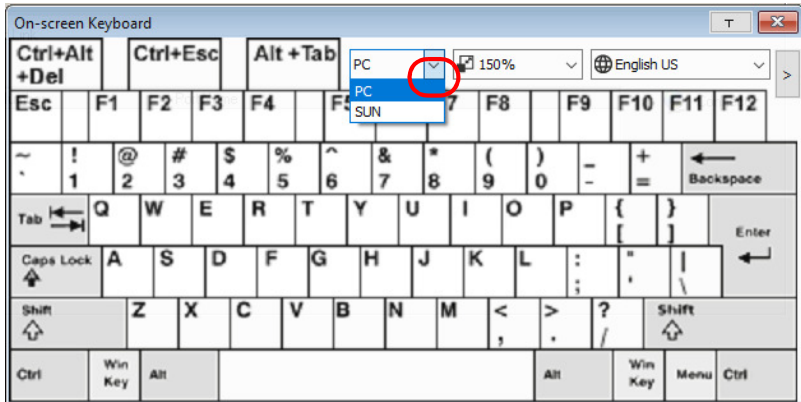 On-screen Keyboard
Ctrl+Alt +Del Ctrl+Esc Alt +Tab PC 150% English US >
PC
SUN
Esc F1 F2 F3 F4 7 F8 F9 F10 F11 F12
~ ! @ # $ % ^ & * ( ) _ + Backspace
` 1 2 3 4 5 6 7 8 9 0 - =
Tab Q W E R T Y U I O P { } Enter
[ ]
Caps Lock A S D F G H J K L : " |
; ' \
Shift Z X C V B N M < > ? Shift
, . /
Ctrl Win Key Alt Alt Win Key Menu Ctrl